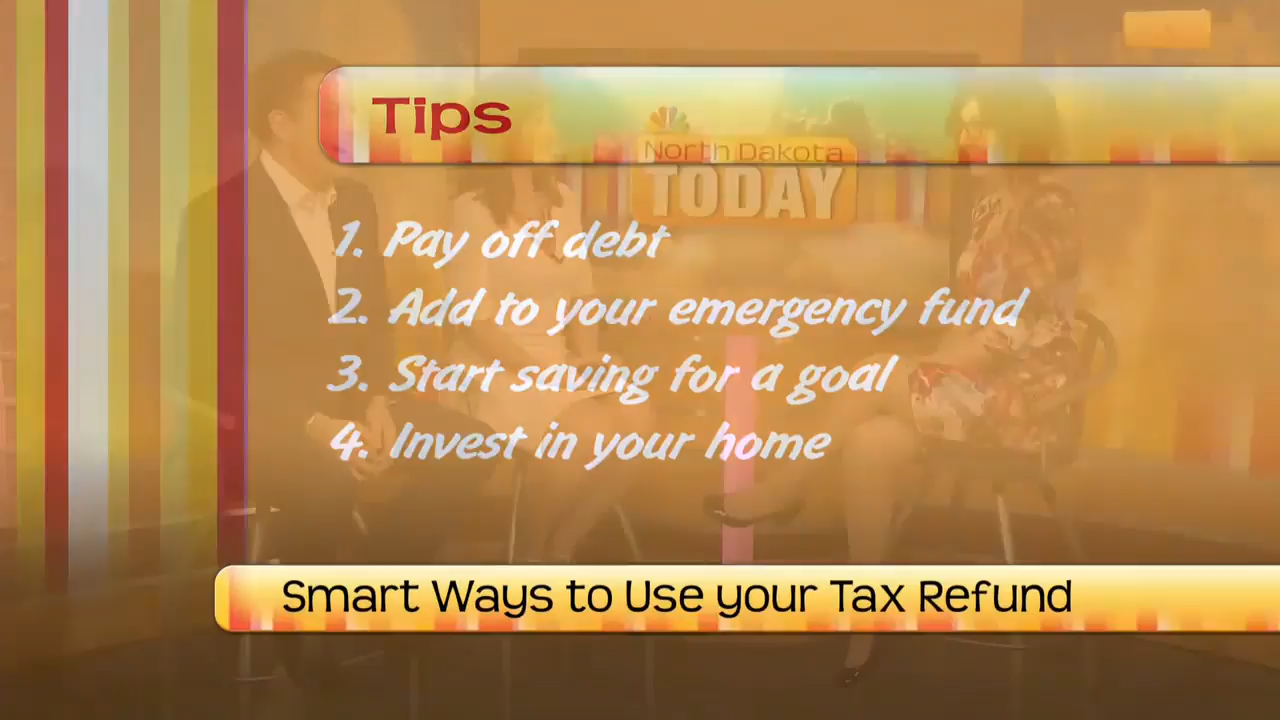 Tips
North Dakota
TODAY
1. Pay off debt
2. Add to your emergency fund
3. Start saving for a goal
4. Invest in your home
Smart Ways to Use your Tax Refund